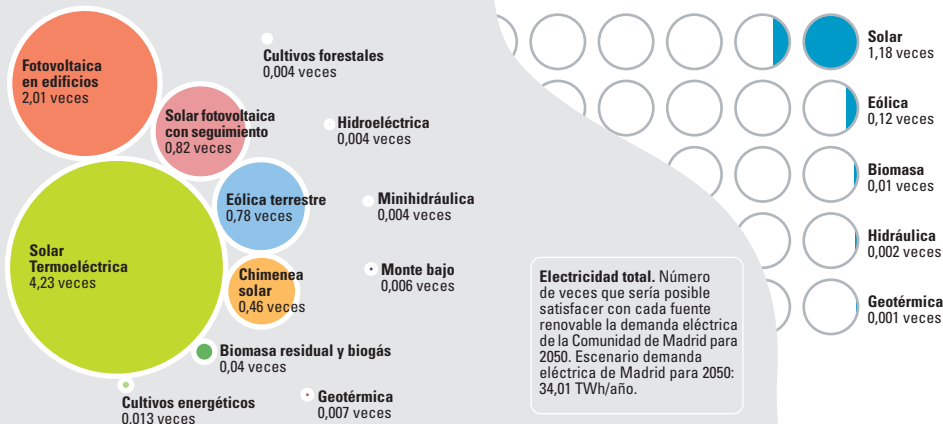 Fotovoltaica
en edificios
2,01 veces
Cultivos forestales
0,004 veces
Solar fotovoltaica
con seguimiento
0,82 veces
Hidroeléctrica
0,004 veces
Eólica terrestre
0,78 veces
Minihidráulica
0,004 veces
Solar
Termoeléctrica
4,23 veces
Chimenea
solar
0,46 veces
Monte bajo
0,006 veces
Biomasa residual y biogás
0,04 veces
Cultivos energéticos
0,013 veces
Geotérmica
0,007 veces
Electricidad total. Número
de veces que sería posible
satisfacer con cada fuente
renovable la demanda eléctrica
de la Comunidad de Madrid para
2050. Escenario demanda
eléctrica de Madrid para 2050:
34,01 TWh/año.
Solar
1,18 veces
Eólica
0,12 veces
Biomasa
0,01 veces
Hidráulica
0,002 veces
Geotérmica
0,001 veces